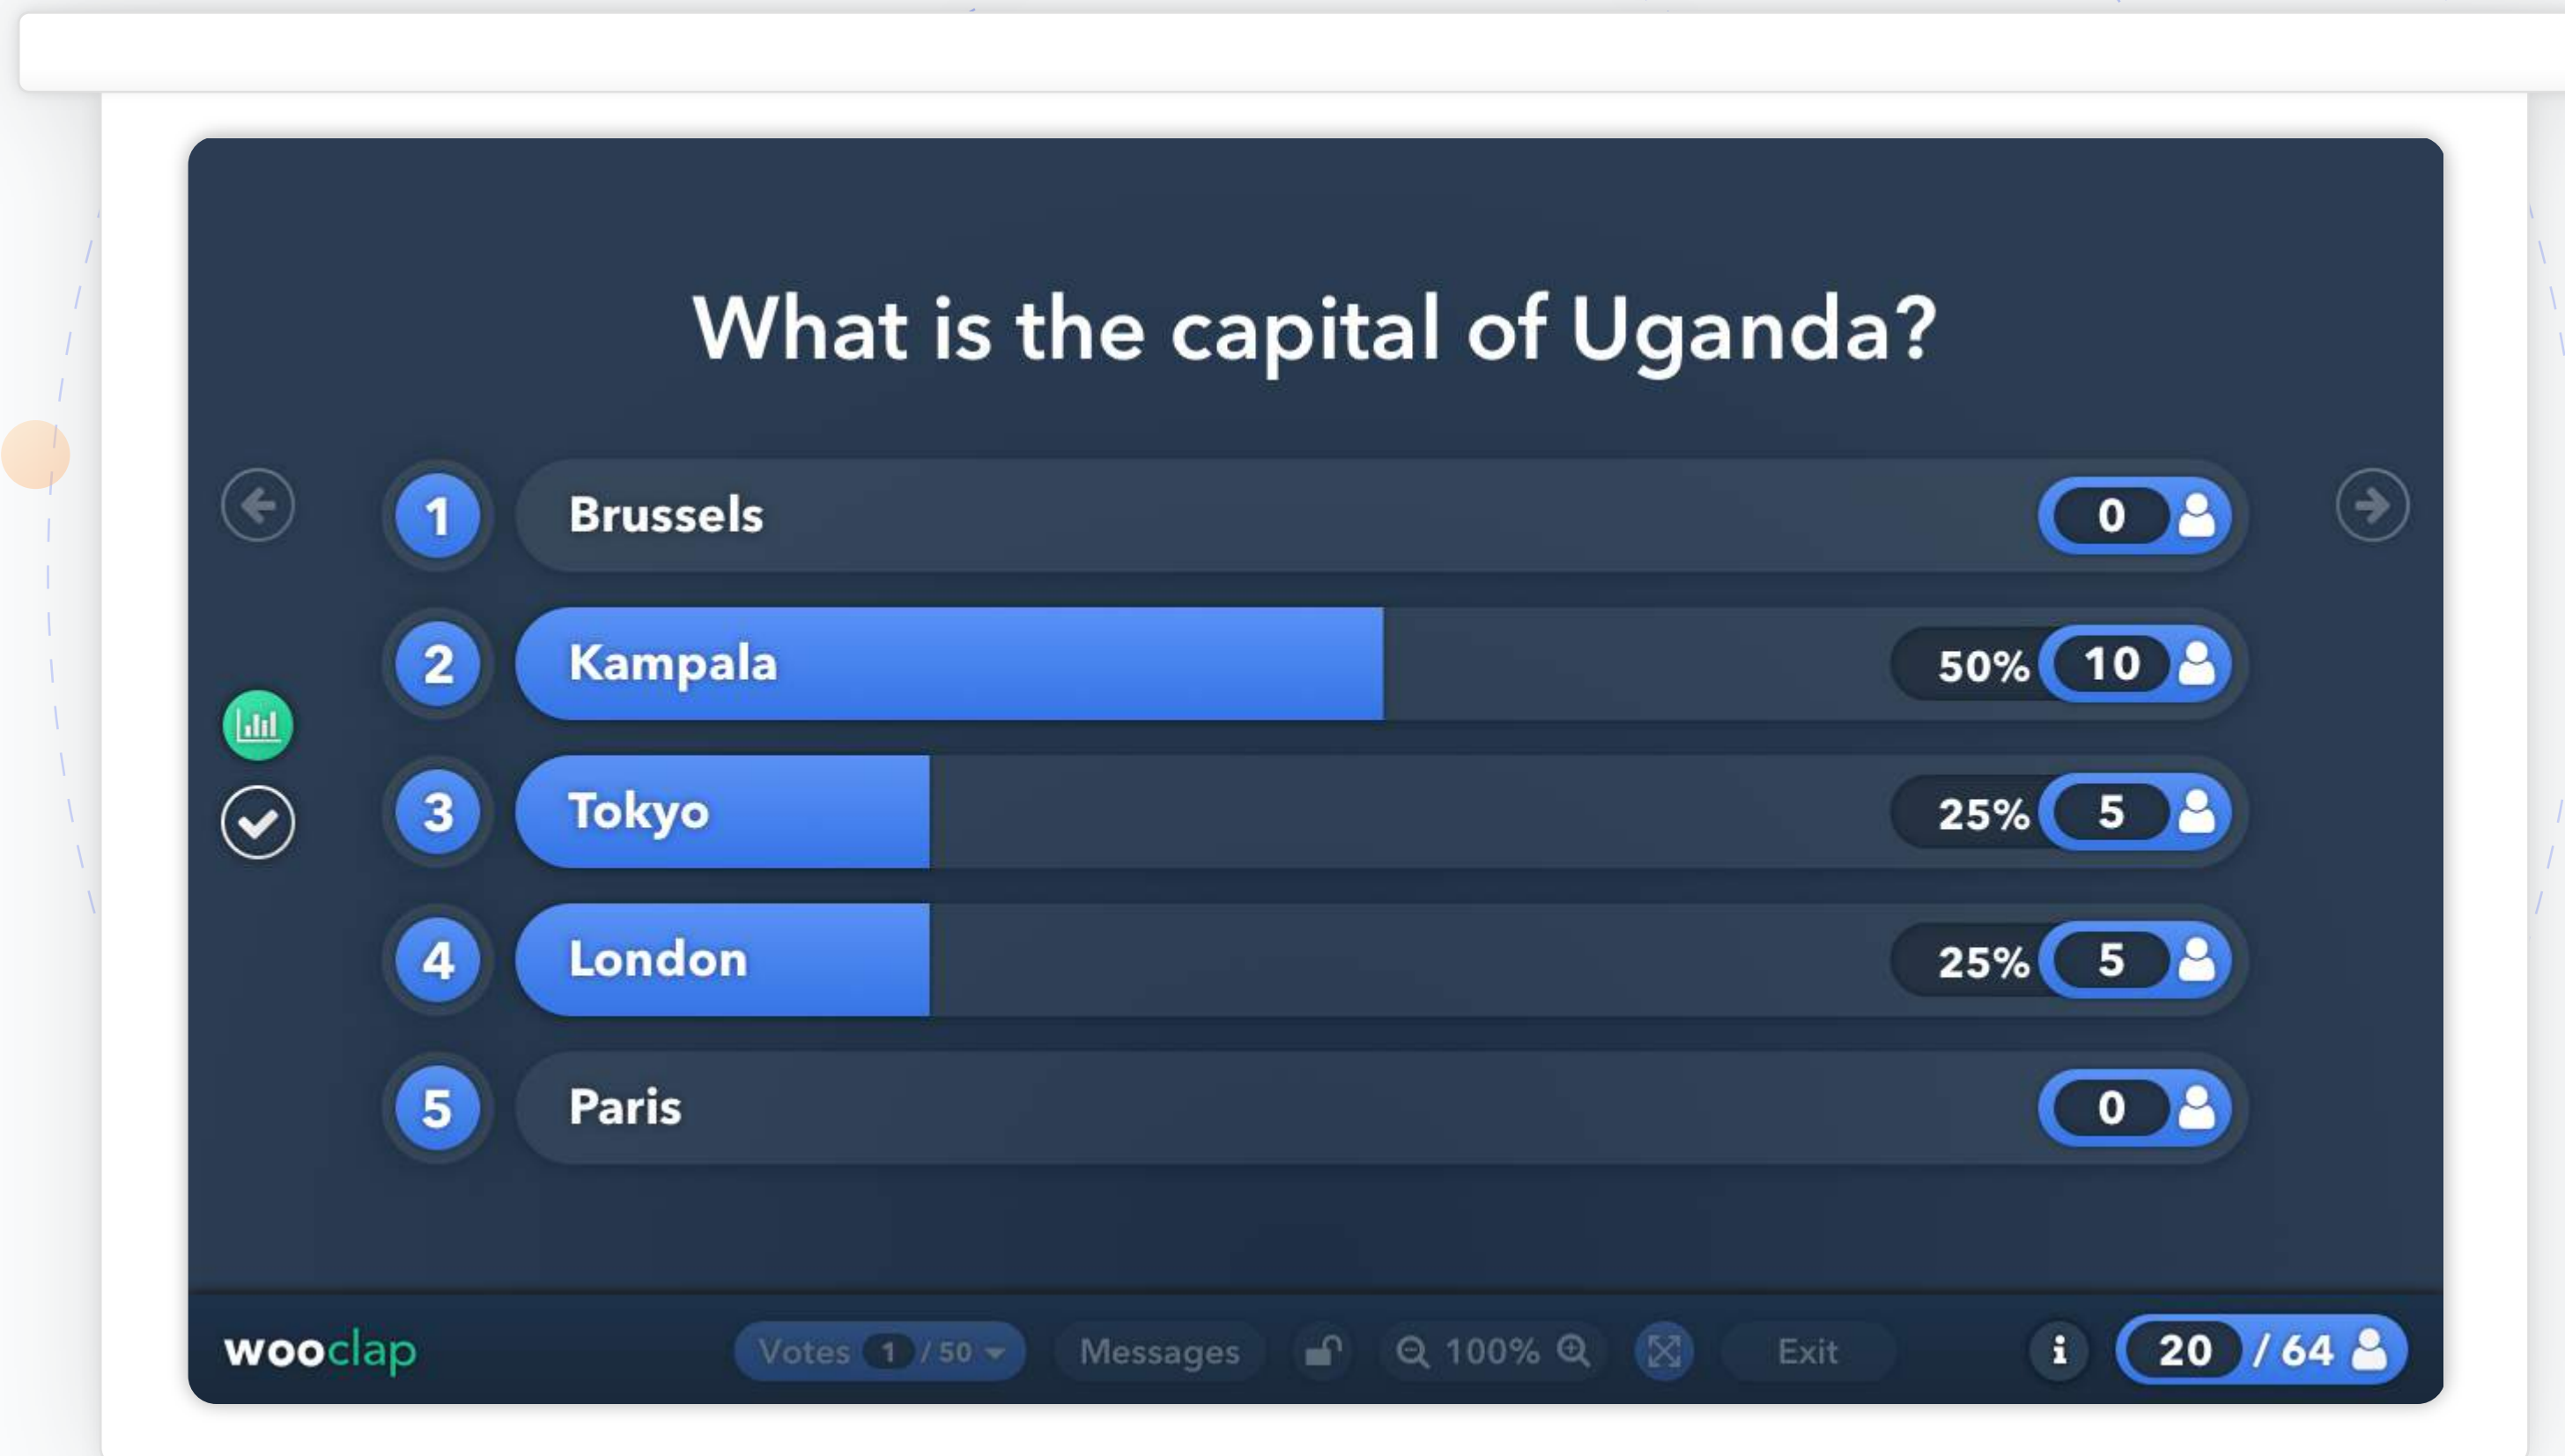 What is the capital of Uganda?
1 Brussels 0
2 Kampala 50% 10
3 Tokyo 25% 5
4 London 25% 5
5 Paris 0
wooclap Votes 1 / 50 Messages 100% Exit i 20 / 64